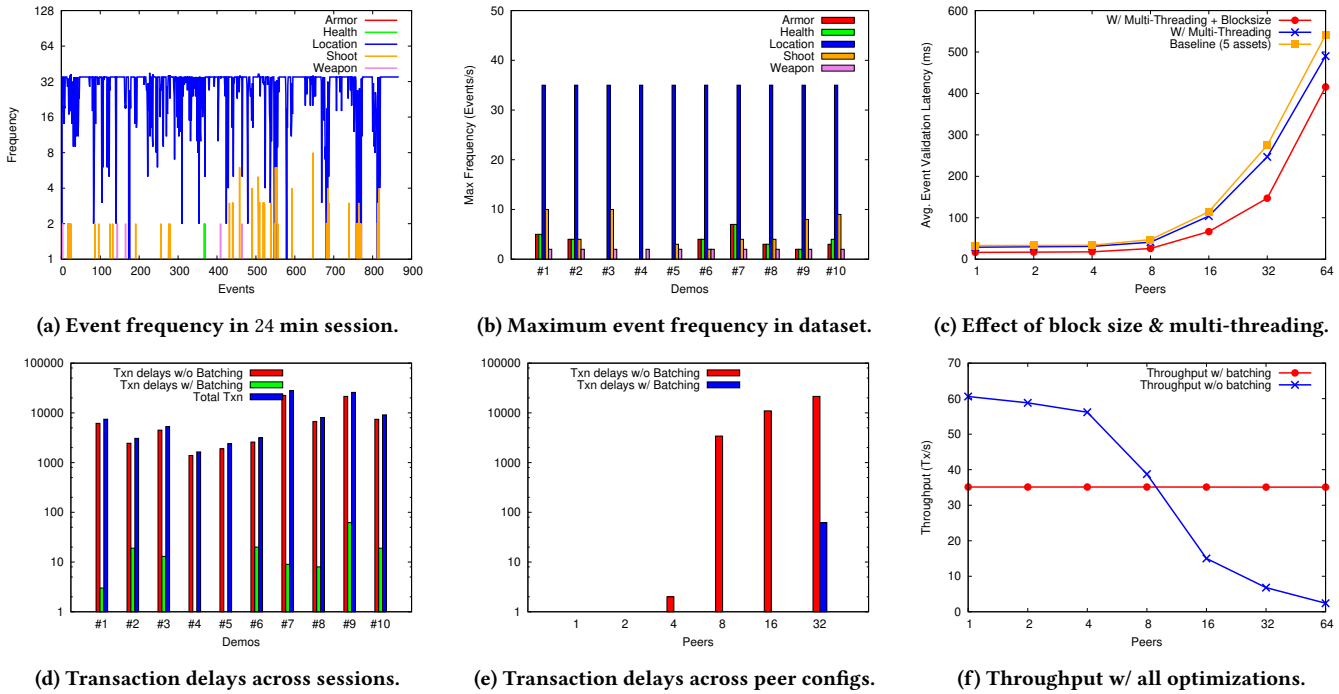 128
64
32
16
8
4
2
1
Frequency
Armor
Health
Location
Shoot
Weapon
0 100 200 300 400 500 600 700 800 900
Events
(a) Event frequency in 24 min session.
50
40
30
20
10
0
Max Frequency (Events/s)
Armor
Health
Location
Shoot
Weapon
#1 #2 #3 #4 #5 #6 #7 #8 #9 #10
Demos
(b) Maximum event frequency in dataset.
600
500
400
300
200
100
0
Avg. Event Validation Latency (ms)
W/ Multi-Threading + Blocksize
W/ Multi-Threading
Baseline (5 assets)
1 2 4 8 16 32 64
Peers
(c) Effect of block size & multi-threading.
100000
10000
1000
100
10
1
Txn delays w/o Batching
Txn delays w/ Batching
Total Txn
#1 #2 #3 #4 #5 #6 #7 #8 #9 #10
Demos
(d) Transaction delays across sessions.
100000
10000
1000
100
10
1
Txn delays w/o Batching
Txn delays w/ Batching
1 2 4 8 16 32
Peers
(e) Transaction delays across peer configs.
70
60
50
40
30
20
10
0
Throughput (Tx/s)
Throughput w/ batching
Throughput w/o batching
1 2 4 8 16 32 64
Peers
(f) Throughput w/ all optimizations.